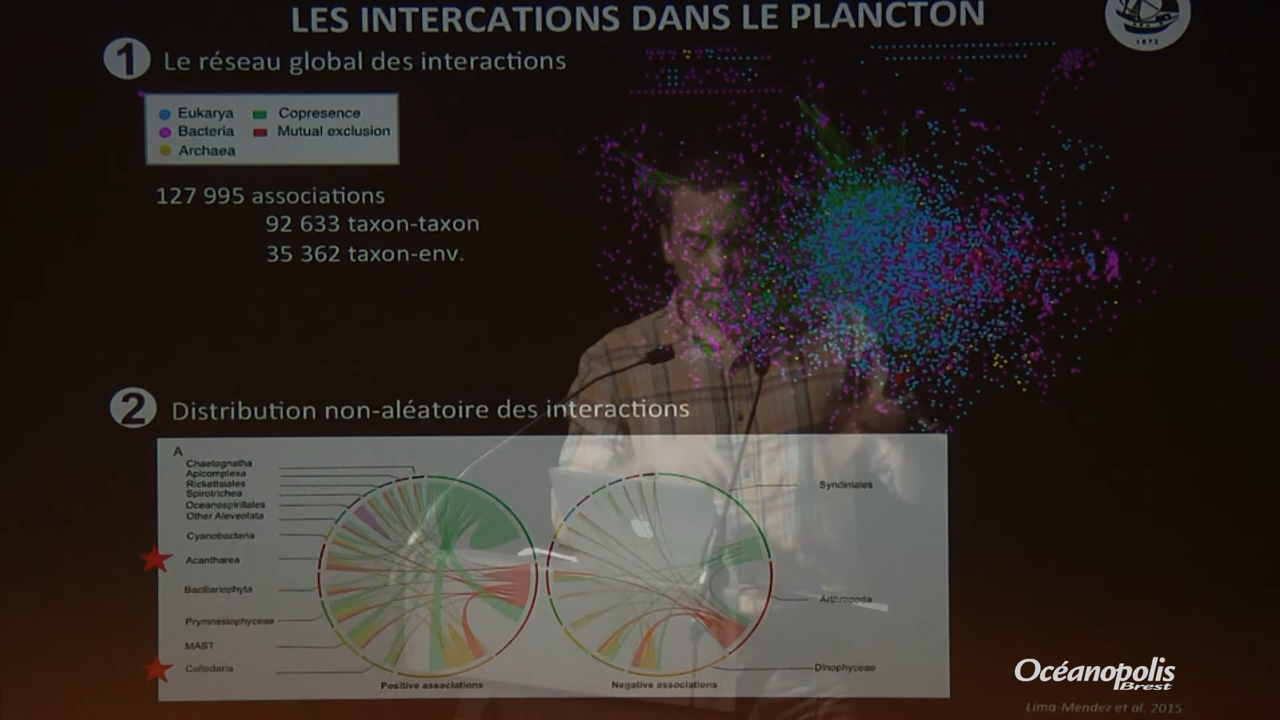 LES INTERCATIONS DANS LE PLANCTON
1872
1 Le réseau global des interactions
Eukarya
Copresence
Bacteria
Mutual exclusion
Archaea
127 995 associations
92 633 taxon-taxon
35 362 taxon-env.
2 Distribution non-aléatoire des interactions
A
Chaetognatha
Apicomplexa
Rickettsiales
Spirotrichea
Oceanospirillales
Other Alveolata
Cyanobacteria
Acantharea
Bacillariophyta
Prymnesiophyceae
MAST
Collodaria
Syndiniales
Arthropoda
Dinophyceae
Positive associations
Negative associations
Océanopolis
Brest
Lima-Mendez et al. 2015